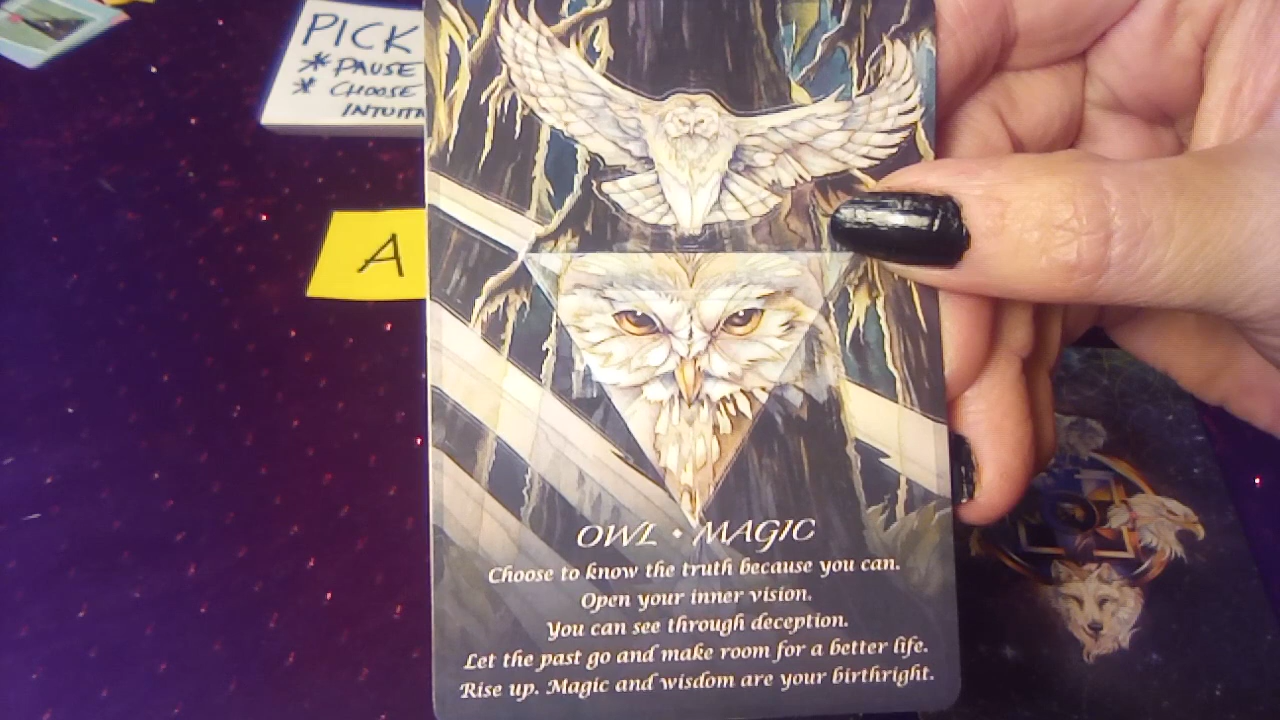 PICK
* PAUSE
* CHOOSE
A
OWL • MAGIC
Choose to know the truth because you can.
Open your inner vision.
You can see through deception.
Let the past go and make room for a better life.
Rise up. Magic and wisdom are your birthright.